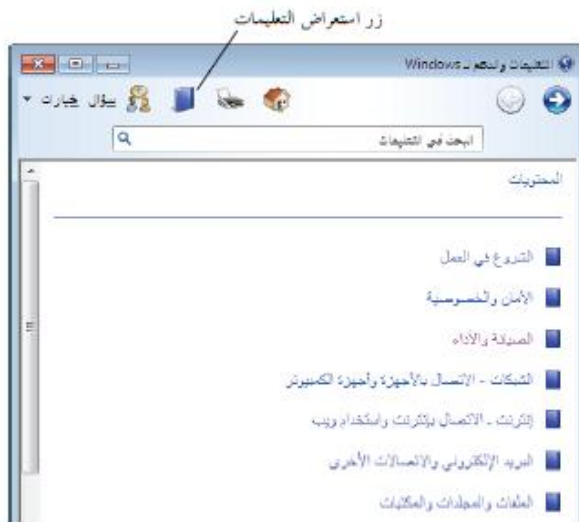 زر استعراض التعليمات
التعليمات والدعم لـ Windows
سؤال خيارات
البحث في التعليمات
المحتويات
الشروع في العمل
الأمان والخصوصية
الصيانة والأداء
الشبكات - الاتصال بالأجهزة وأجهزة الكمبيوتر
إنترنت - الاتصال بإنترنت واستخدام ويب
البريد الإلكتروني والاتصالات الأخرى
الملفات والمجلدات والمكتبات